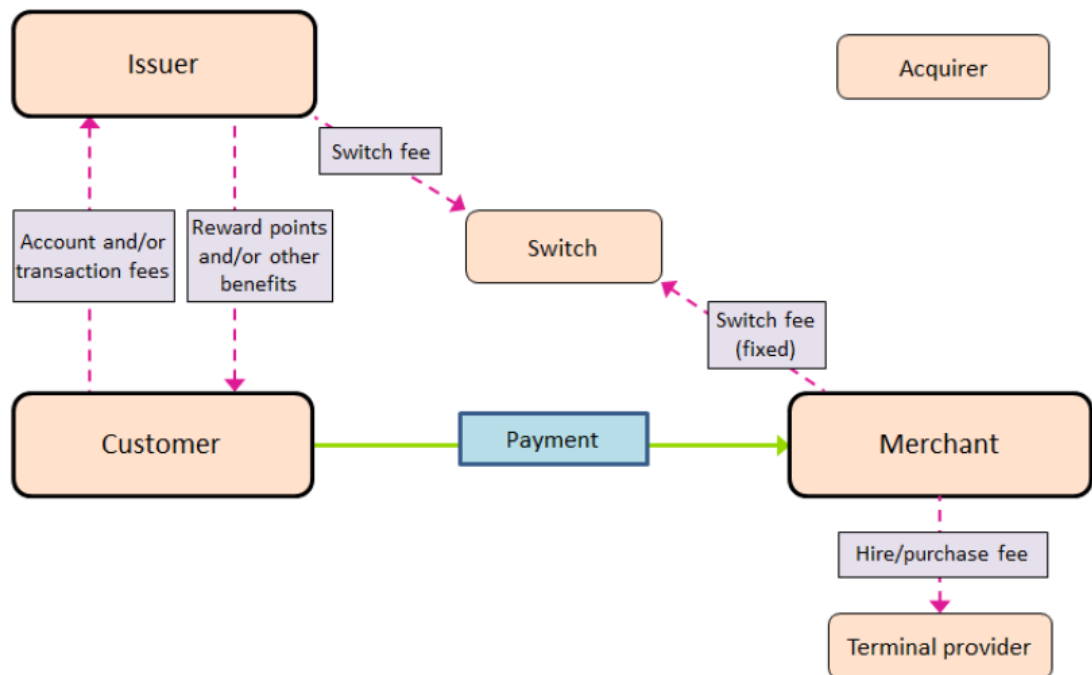 Issuer
Acquirer
Switch fee
Account and/or
transaction fees
Reward points
and/or other
benefits
Switch
Switch fee
(fixed)
Customer
Payment
Merchant
Hire/purchase fee
Terminal provider